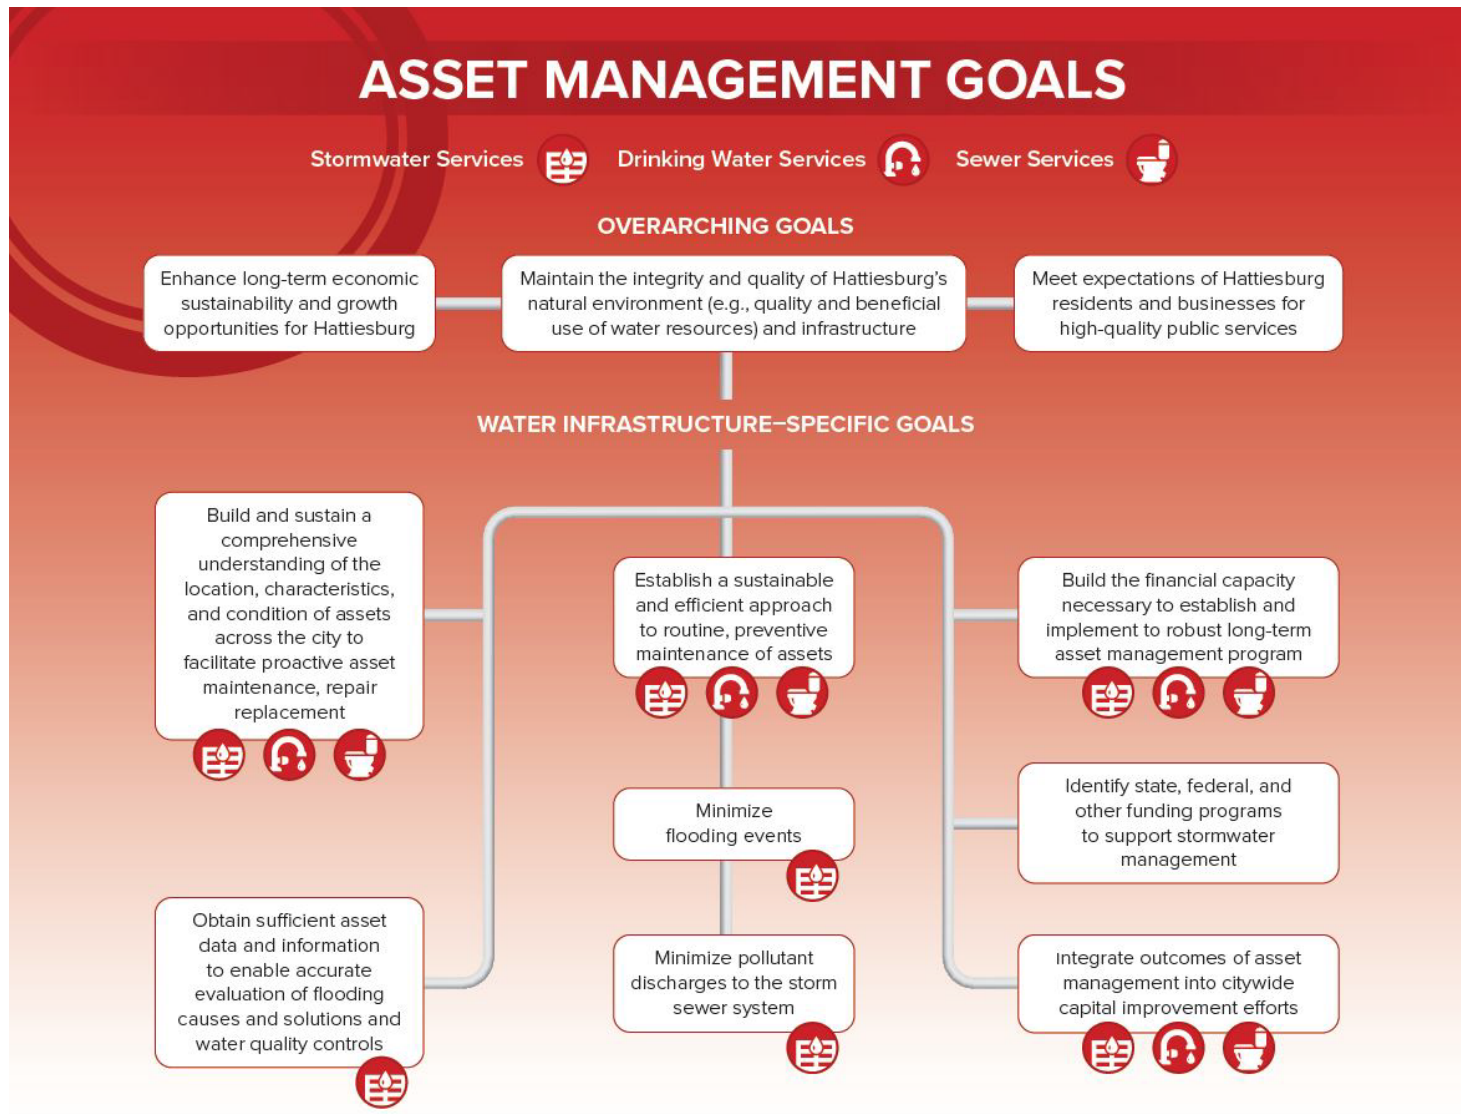 ASSET MANAGEMENT GOALS
Stormwater Services
Drinking Water Services
Sewer Services
OVERARCHING GOALS
Enhance long-term economic
sustainability and growth
opportunities for Hattiesburg
Maintain the integrity and quality of Hattiesburg's
natural environment (e.g., quality and beneficial
use of water resources) and infrastructure
Meet expectations of Hattiesburg
residents and businesses for
high-quality public services
WATER INFRASTRUCTURE–SPECIFIC GOALS
Build and sustain a
comprehensive
understanding of the
location, characteristics,
and condition of assets
across the city to
facilitate proactive asset
maintenance, repair
replacement
Obtain sufficient asset
data and information
to enable accurate
evaluation of flooding
causes and solutions and
water quality controls
Establish a sustainable
and efficient approach
to routine, preventive
maintenance of assets
Minimize
flooding events
Minimize pollutant
discharges to the storm
sewer system
Build the financial capacity
necessary to establish and
implement to robust long-term
asset management program
Identify state, federal, and
other funding programs
to support stormwater
management
Integrate outcomes of asset
management into citywide
capital improvement efforts